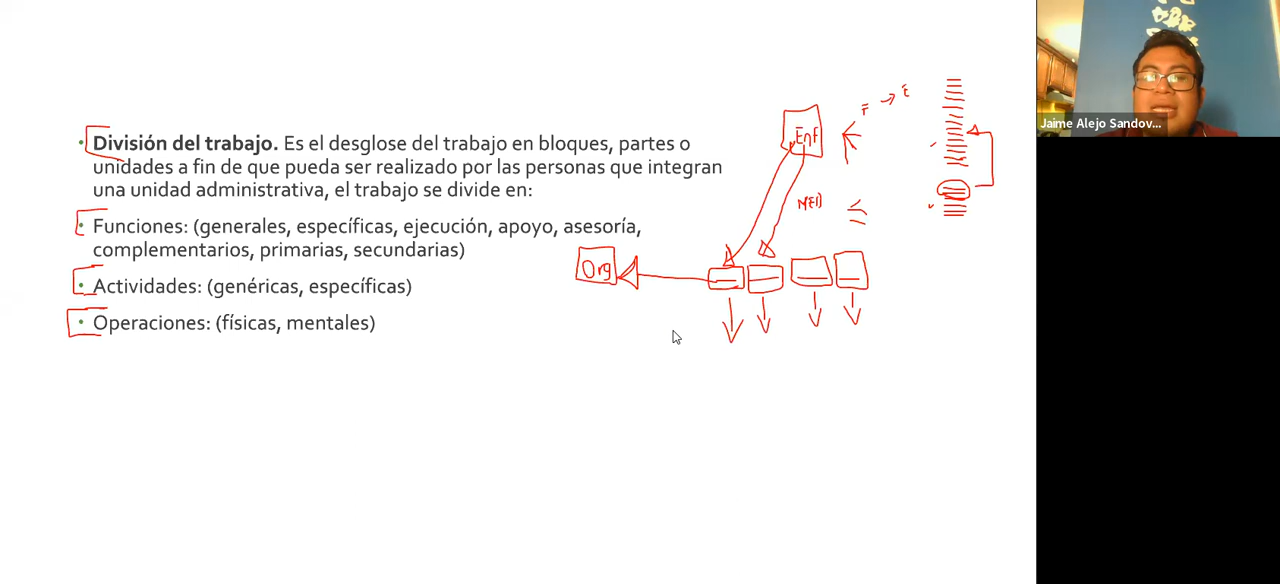 • División del trabajo. Es el desglose del trabajo en bloques, partes o
unidades a fin de que pueda ser realizado por las personas que integran
una unidad administrativa, el trabajo se divide en:
• Funciones: (generales, específicas, ejecución, apoyo, asesoría,
complementarios, primarias, secundarias)
• Actividades: (genéricas, específicas)
• Operaciones: (físicas, mentales)
Enf
F → E
MED
Org
Jaime Alejo Sandov...